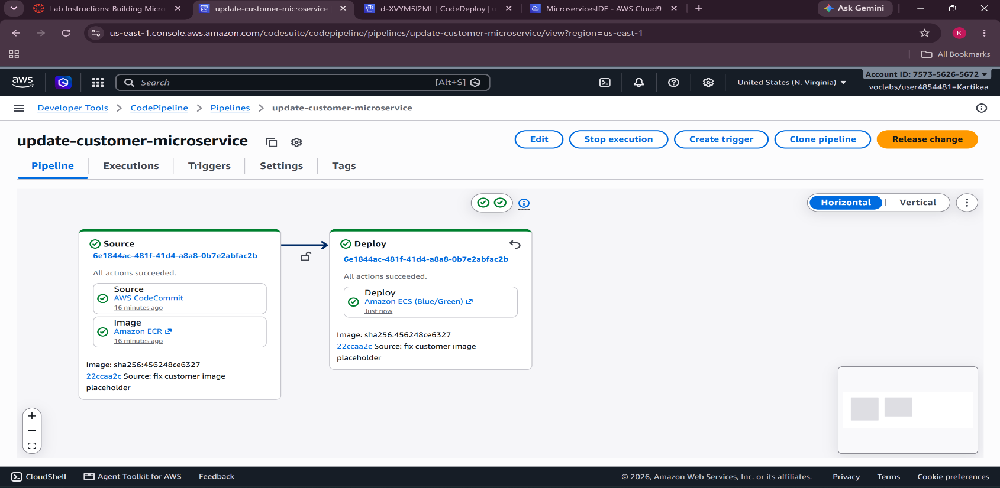 Lab Instructions: Building Micro
update-customer-microservice
d-XVYM5I2ML | CodeDeploy | u
MicroservicesIDE - AWS Cloud9
Ask Gemini
us-east-1.console.aws.amazon.com/codesuite/codepipeline/pipelines/update-customer-microservice/view?region=us-east-1
K
All Bookmarks
aws
Search
[Alt+S]
United States (N. Virginia)
Account ID: 7573-5626-5672
voclabs/user4854481=Kartikaa
Developer Tools
CodePipeline
Pipelines
update-customer-microservice
update-customer-microservice
Edit
Stop execution
Create trigger
Clone pipeline
Release change
Pipeline
Executions
Triggers
Settings
Tags
Horizontal
Vertical
Source
6e1844ac-481f-41d4-a8a8-0b7e2abfac2b
All actions succeeded.
Source
AWS CodeCommit
16 minutes ago
Image
Amazon ECR
16 minutes ago
Image: sha256:456248ce6327
22ccaa2c Source: fix customer image
placeholder
Deploy
6e1844ac-481f-41d4-a8a8-0b7e2abfac2b
All actions succeeded.
Deploy
Amazon ECS (Blue/Green)
Just now
Image: sha256:456248ce6327
22ccaa2c Source: fix customer image
placeholder
CloudShell
Agent Toolkit for AWS
Feedback
© 2026, Amazon Web Services, Inc. or its affiliates.
Privacy
Terms
Cookie preferences